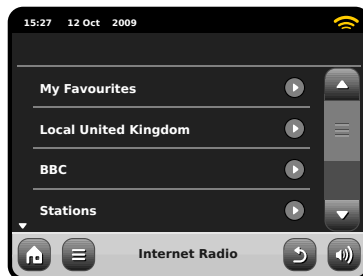 15:27 12 Oct 2009
My Favourites
Local United Kingdom
BBC
Stations
Internet Radio